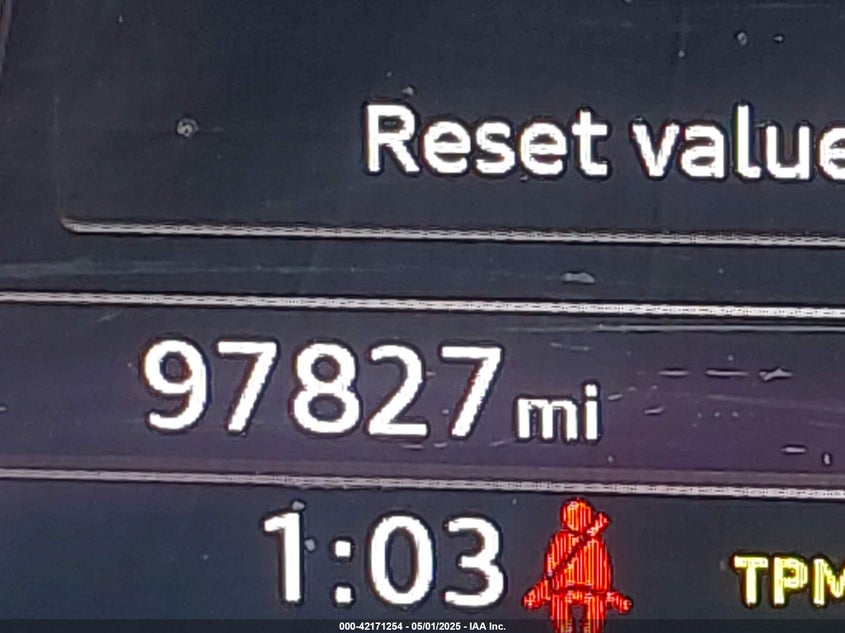 Reset value
97827 mi
1:03
TPM
000-42171254 - 05/01/2025 - IAA Inc.